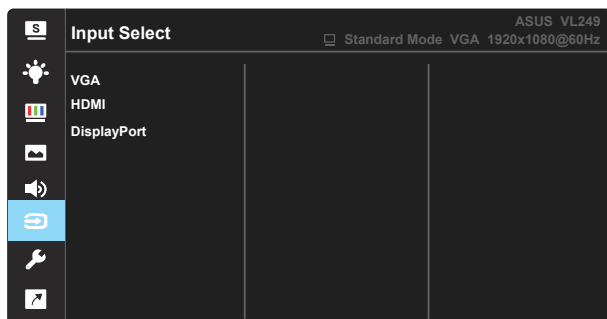 S
Input Select
ASUS VL249
Standard Mode VGA 1920x1080@60Hz
VGA
HDMI
DisplayPort